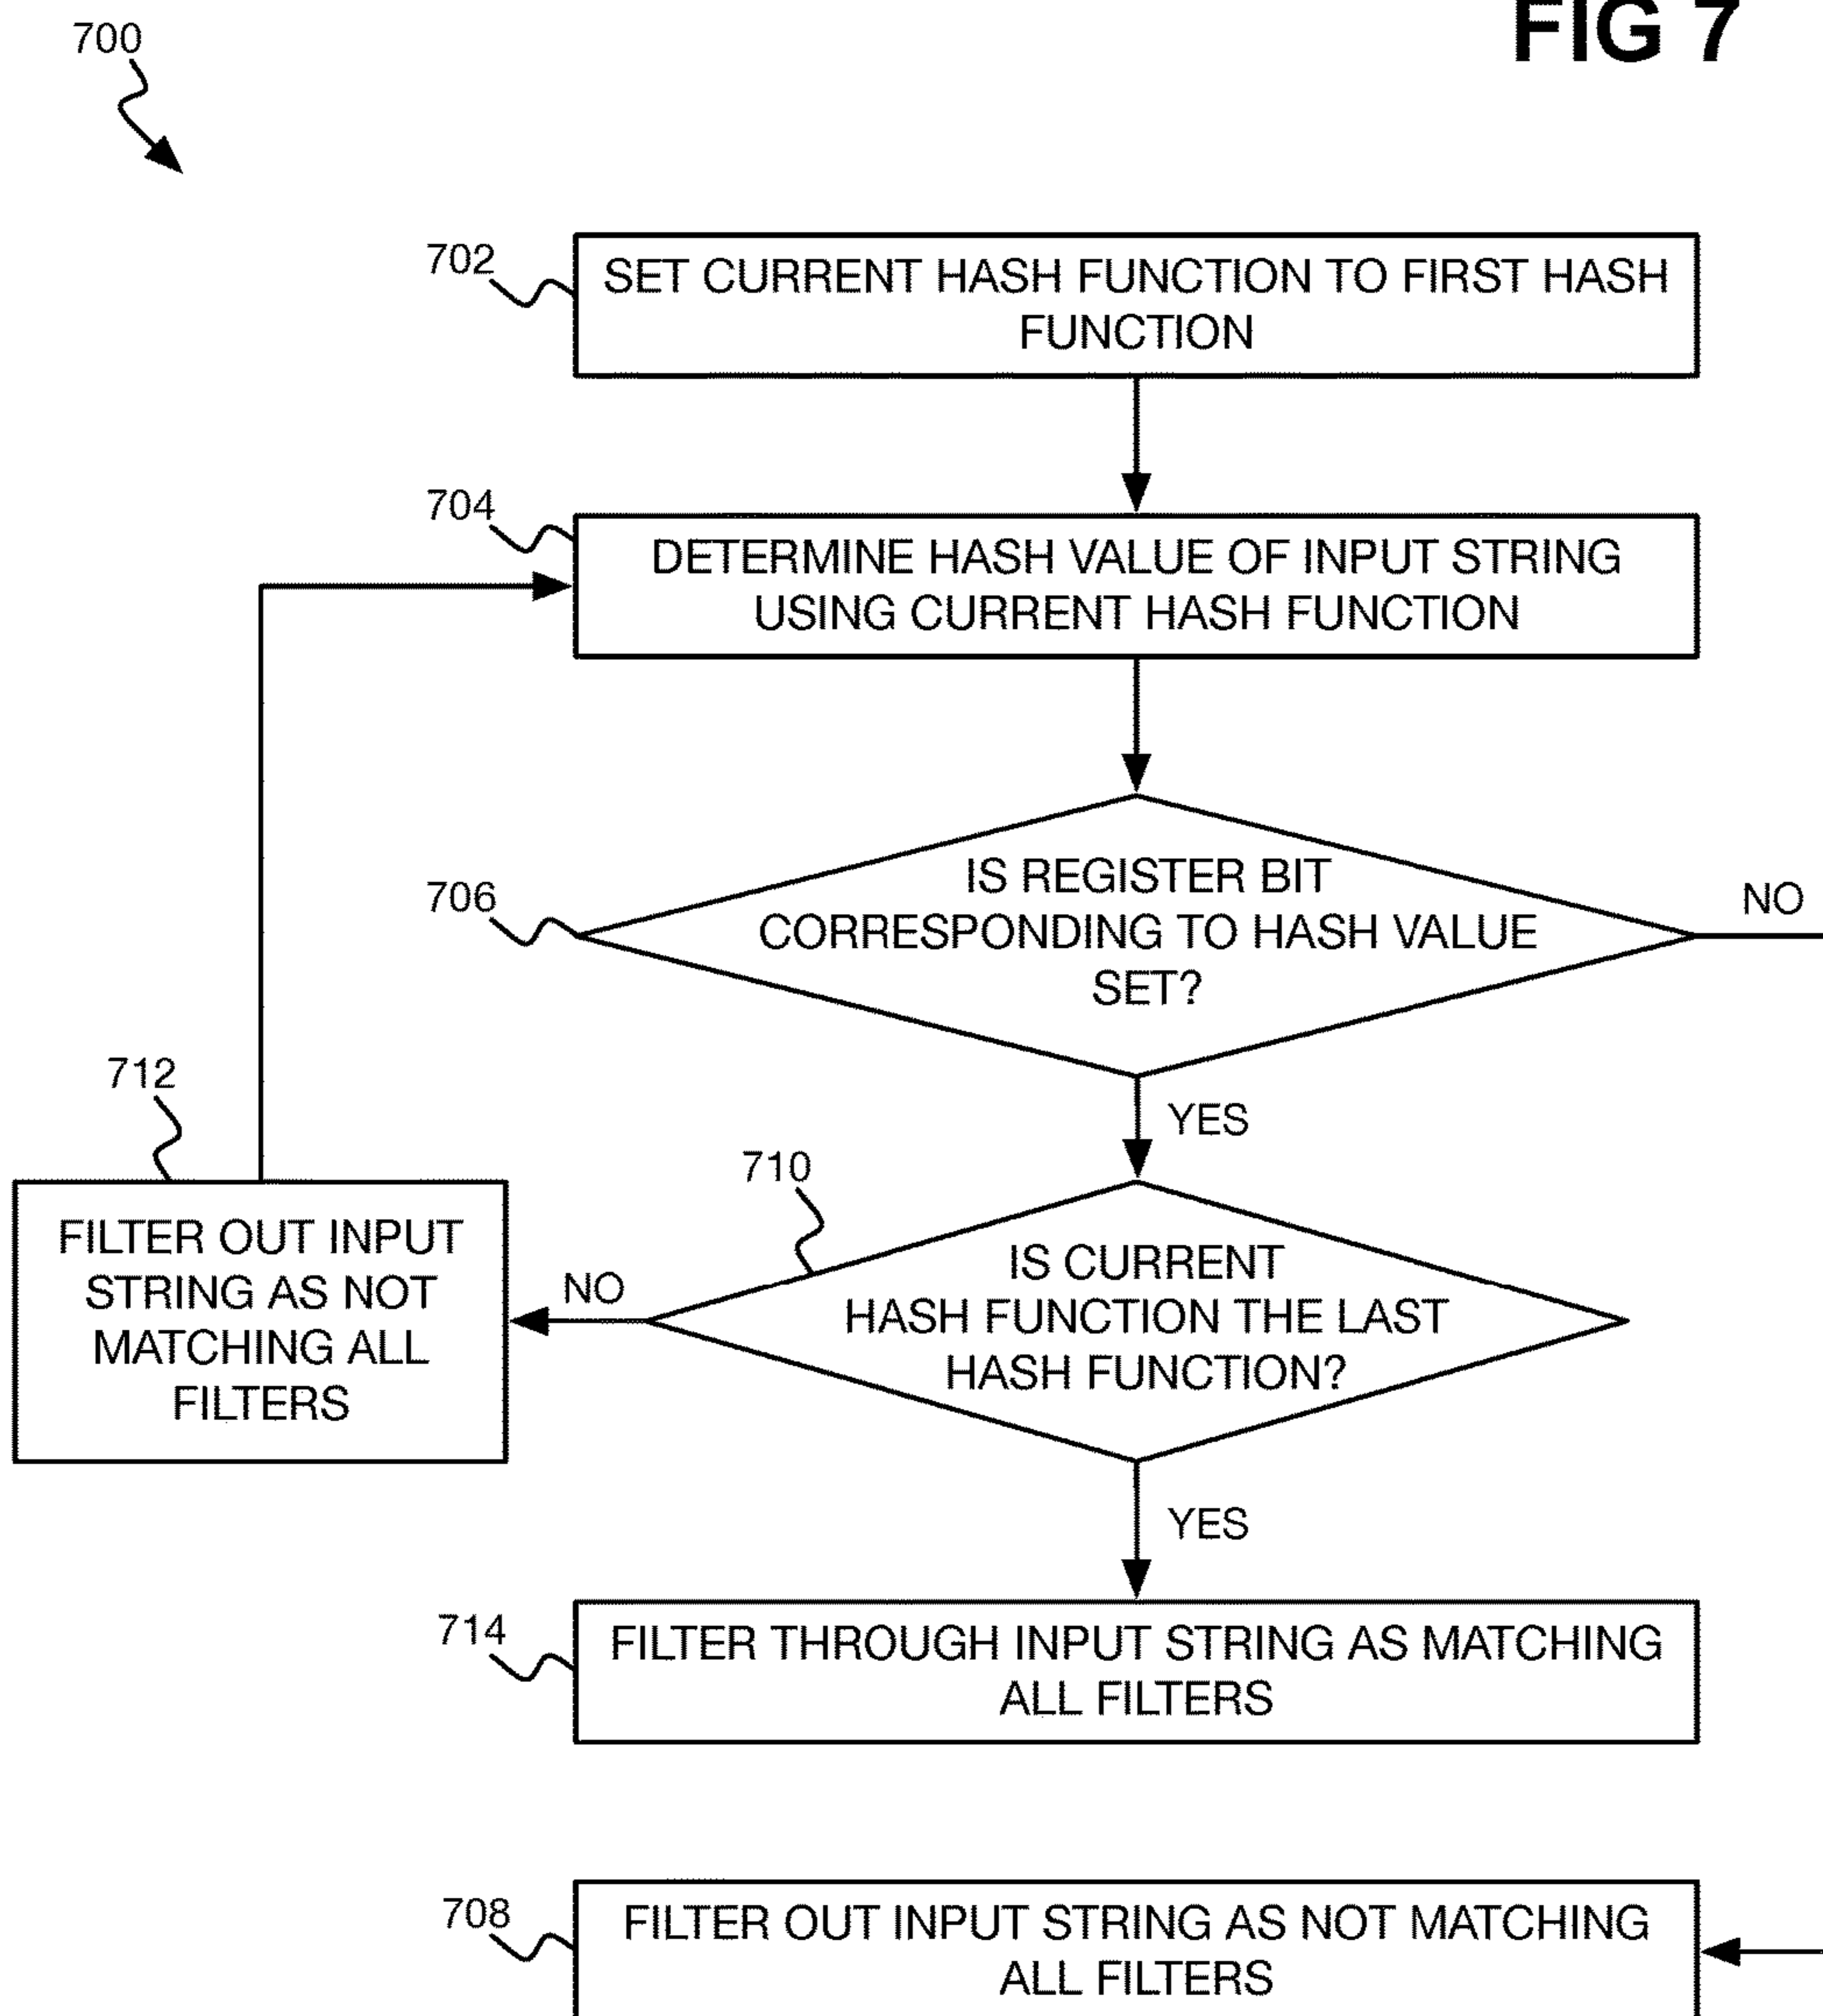 FIG 7
700
702
SET CURRENT HASH FUNCTION TO FIRST HASH
FUNCTION
704
DETERMINE HASH VALUE OF INPUT STRING
USING CURRENT HASH FUNCTION
706
IS REGISTER BIT
CORRESPONDING TO HASH VALUE
SET?
NO
YES
712
FILTER OUT INPUT
STRING AS NOT
MATCHING ALL
FILTERS
NO
710
IS CURRENT
HASH FUNCTION THE LAST
HASH FUNCTION?
YES
714
FILTER THROUGH INPUT STRING AS MATCHING
ALL FILTERS
708
FILTER OUT INPUT STRING AS NOT MATCHING
ALL FILTERS